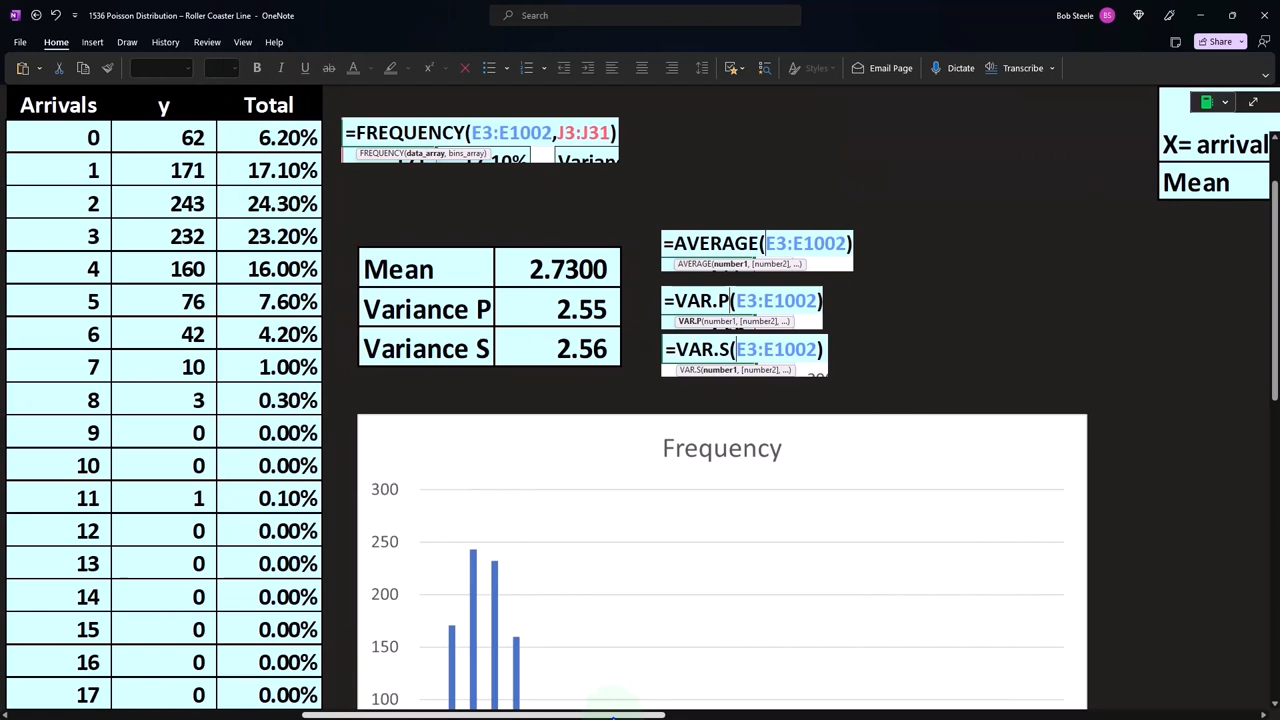 1536 Poisson Distribution – Roller Coaster Line - OneNote
Search
Bob Steele
BS
File Home Insert Draw History Review View Help
Share
B I U ab A
Styles
Email Page
Dictate
Transcribe
Arrivals y Total
0 62 6.20%
1 171 17.10%
2 243 24.30%
3 232 23.20%
4 160 16.00%
5 76 7.60%
6 42 4.20%
7 10 1.00%
8 3 0.30%
9 0 0.00%
10 0 0.00%
11 1 0.10%
12 0 0.00%
13 0 0.00%
14 0 0.00%
15 0 0.00%
16 0 0.00%
17 0 0.00%
=FREQUENCY(E3:E1002,J3:J31)
FREQUENCY(data_array, bins_array)
Mean 2.7300
Variance P 2.55
Variance S 2.56
=AVERAGE(E3:E1002)
AVERAGE(number1, [number2], ...)
=VAR.P(E3:E1002)
VAR.P(number1, [number2], ...)
=VAR.S(E3:E1002)
VAR.S(number1, [number2], ...)
X= arrival
Mean
Frequency
300
250
200
150
100